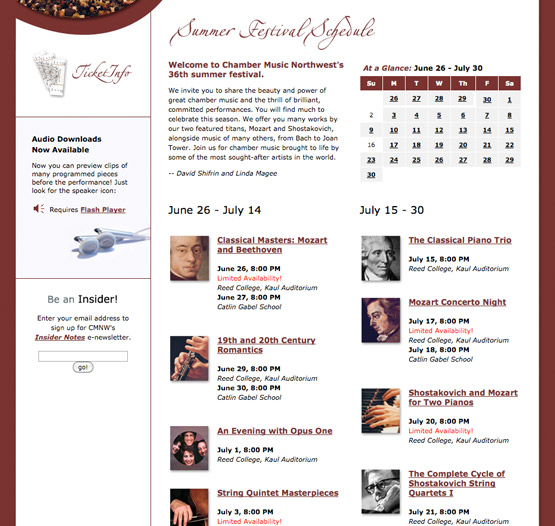 Summer Festival Schedule
TicketInfo
Audio Downloads
Now Available
Now you can preview clips of
many programmed pieces
before the performance! Just
look for the speaker icon:
Requires Flash Player
Be an Insider!
Enter your email address to
sign up for CMNW's
Insider Notes e-newsletter.
go!
Welcome to Chamber Music Northwest's
36th summer festival.
We invite you to share the beauty and power of
great chamber music and the thrill of brilliant,
committed performances. You will find much to
celebrate this season. We offer you many works by
our two featured titans, Mozart and Shostakovich,
alongside music of many others, from Bach to Joan
Tower. Join us for chamber music brought to life by
some of the most sought-after artists in the world.
-- David Shifrin and Linda Magee
At a Glance: June 26 - July 30
Su M T W T F Sa
26 27 28 29 30 1
2 3 4 5 6 7 8
9 10 11 12 13 14 15
16 17 18 19 20 21 22
23 24 25 26 27 28 29
30
June 26 - July 14
Classical Masters: Mozart
and Beethoven
June 26, 8:00 PM
Limited Availability!
Reed College, Kaul Auditorium
June 27, 8:00 PM
Catlin Gabel School
19th and 20th Century
Romantics
June 29, 8:00 PM
Reed College, Kaul Auditorium
June 30, 8:00 PM
Catlin Gabel School
An Evening with Opus One
July 1, 8:00 PM
Reed College, Kaul Auditorium
String Quintet Masterpieces
July 3, 8:00 PM
Limited Availability!
Reed College, Kaul Auditorium
July 15 - 30
The Classical Piano Trio
July 15, 8:00 PM
Reed College, Kaul Auditorium
Mozart Concerto Night
July 17, 8:00 PM
Limited Availability!
Reed College, Kaul Auditorium
July 18, 8:00 PM
Catlin Gabel School
Shostakovich and Mozart
for Two Pianos
July 20, 8:00 PM
Limited Availability!
Reed College, Kaul Auditorium
The Complete Cycle of
Shostakovich String
Quartets I
July 21, 8:00 PM
Reed College, Kaul Auditorium